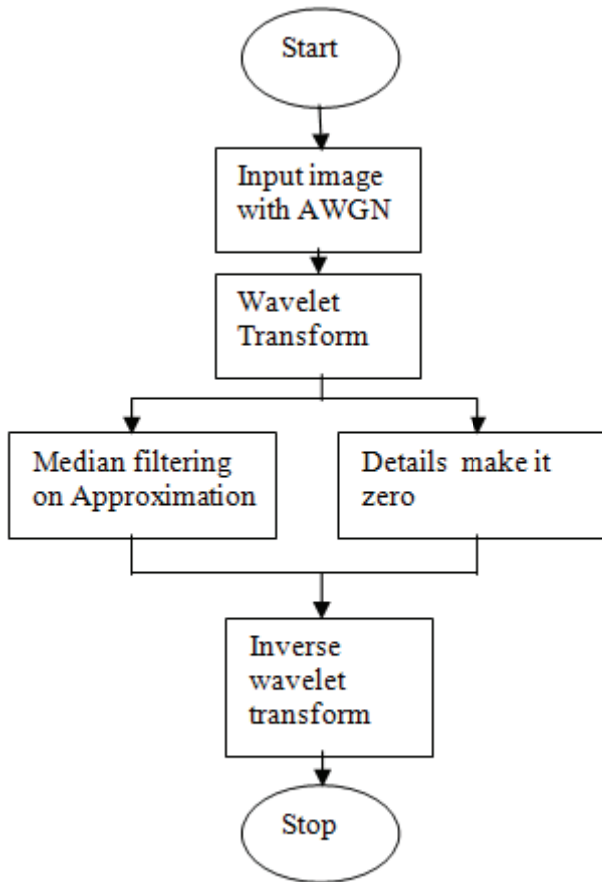 Start
Input image
with AWGN
Wavelet
Transform
Median filtering
on Approximation
Details  make it
zero
Inverse
wavelet
transform
Stop